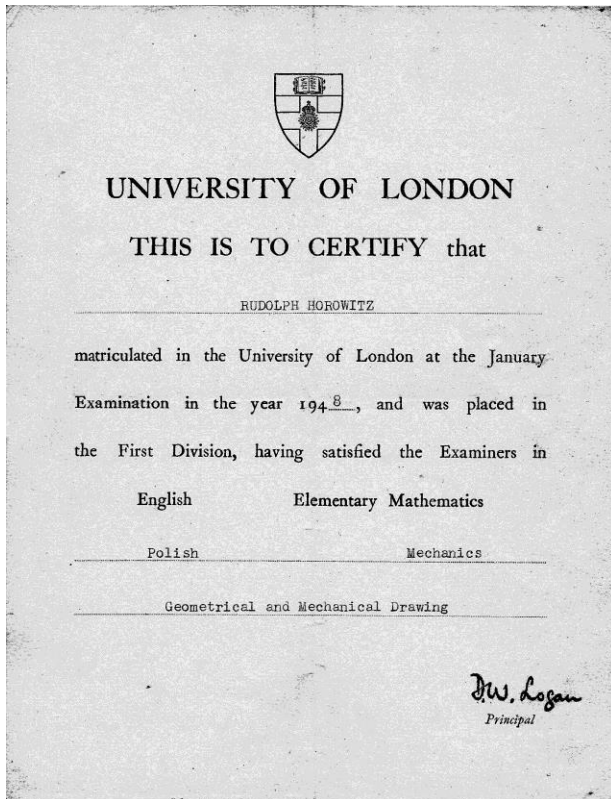 UNIVERSITY OF LONDON
THIS IS TO CERTIFY that
RUDOLPH HOROWITZ
matriculated in the University of London at the January
Examination in the year 1948, and was placed in
the First Division, having satisfied the Examiners in
English Elementary Mathematics
Polish Mechanics
Geometrical and Mechanical Drawing
D.W. Logan
Principal